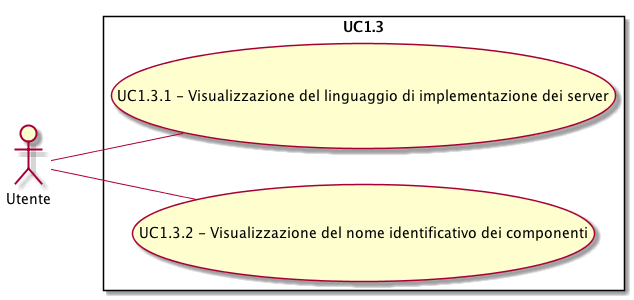 UC1.3
UC1.3.1 - Visualizzazione del linguaggio di implementazione dei server
Utente
UC1.3.2 - Visualizzazione del nome identificativo dei componenti